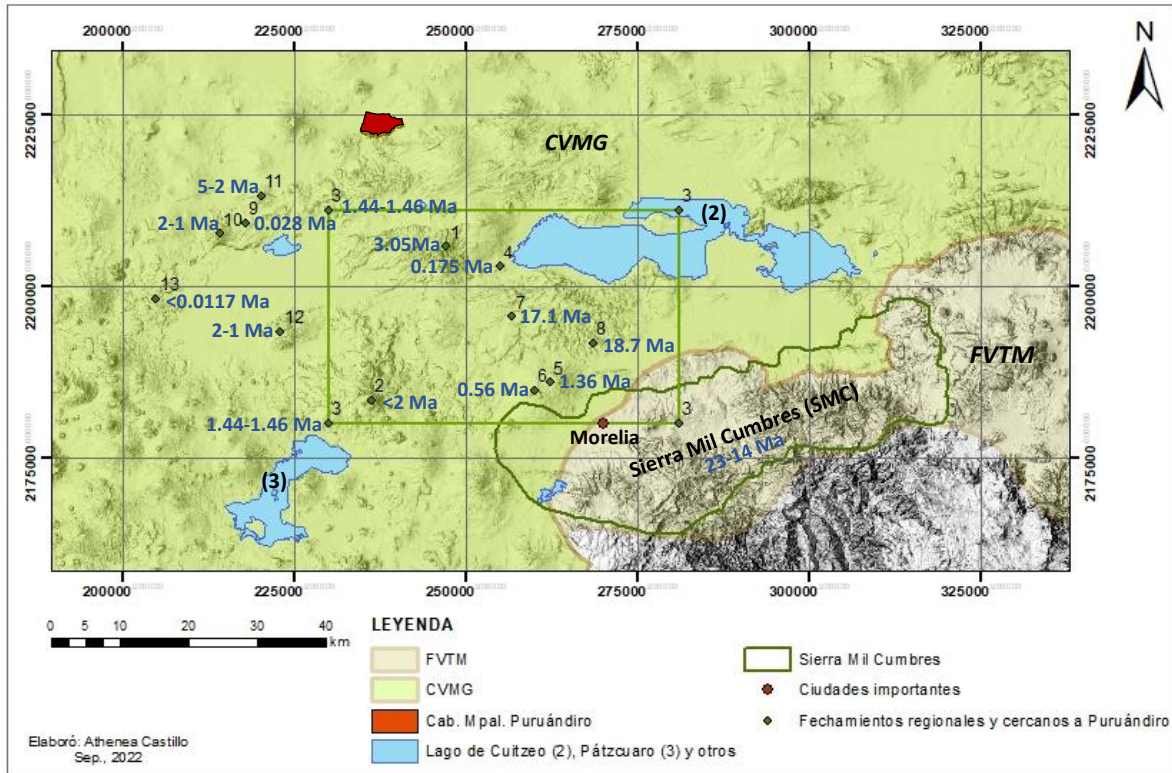 200000 225000 250000 275000 300000 325000
N
2225000 2225000
CVMG
11
5-2 Ma
9
10
2-1 Ma
0.028 Ma
3
1.44-1.46 Ma
3
(2)
1
3.05Ma
4
0.175 Ma
2200000 2200000
13
<0.0117 Ma
7
17.1 Ma
12
2-1 Ma
8
18.7 Ma
FVTM
5
6
0.56 Ma
1.36 Ma
2
<2 Ma
3
1.44-1.46 Ma
3
Morelia
Sierra Mil Cumbres (SMC)
23-14 Ma
2175000 2175000
(3)
200000 225000 250000 275000 300000 325000
0 5 10 20 30 40
km
LEYENDA
FVTM
CVMG
Cab. Mpal. Puruándiro
Lago de Cuitzeo (2), Pátzcuaro (3) y otros
Sierra Mil Cumbres
Ciudades importantes
Fechamientos regionales y cercanos a Puruándiro
Elaboró: Athenea Castillo
Sep., 2022